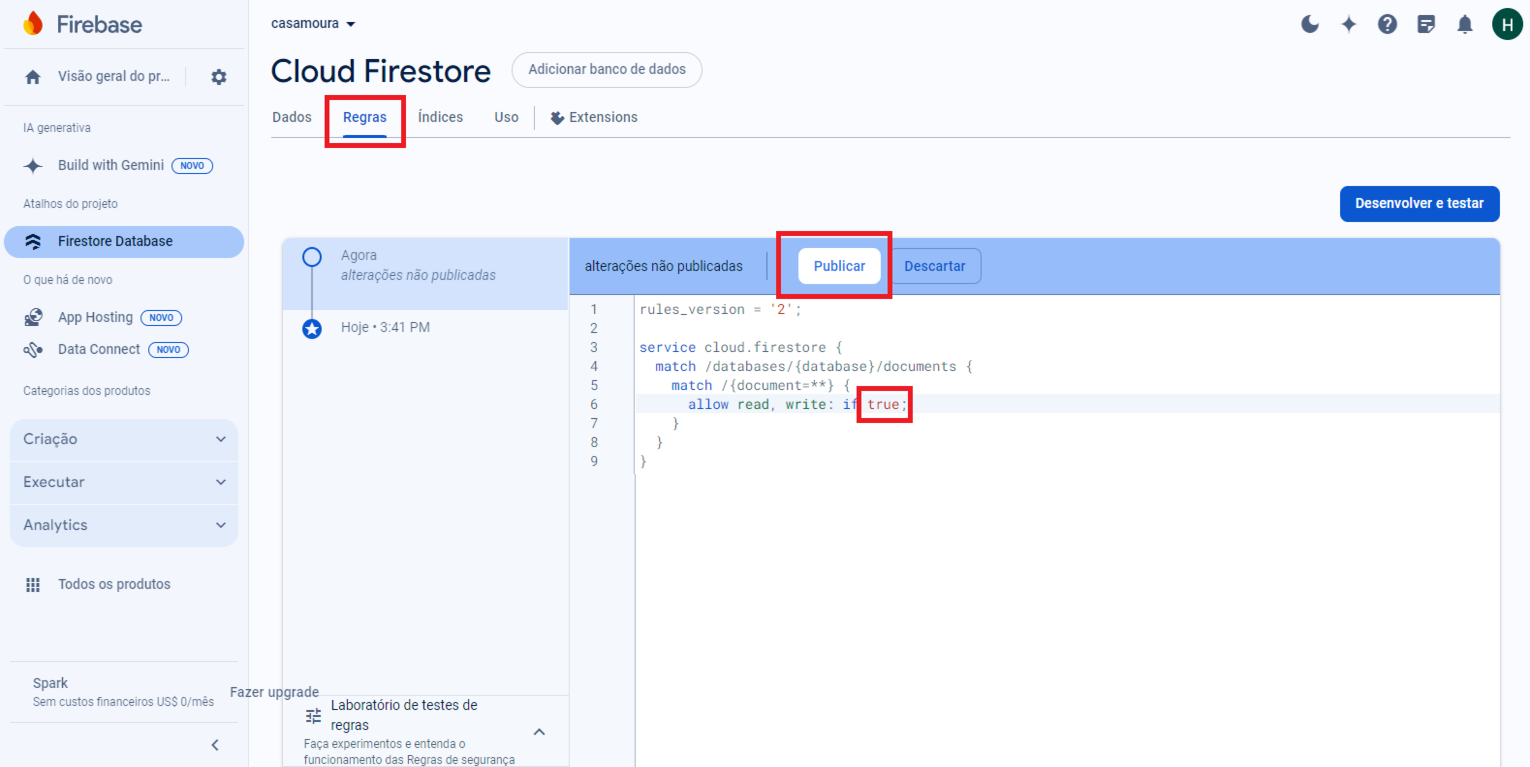 Firebase
casamoura
H
Visão geral do pr...
Cloud Firestore
Adicionar banco de dados
Dados
Regras
Índices
Uso
Extensions
IA generativa
Build with Gemini NOVO
Atalhos do projeto
Firestore Database
O que há de novo
App Hosting NOVO
Data Connect NOVO
Categorias dos produtos
Criação
Executar
Analytics
Todos os produtos
Spark
Sem custos financeiros US$ 0/mês
Fazer upgrade
Desenvolver e testar
Agora
alterações não publicadas
Hoje • 3:41 PM
Laboratório de testes de
regras
Faça experimentos e entenda o
funcionamento das Regras de segurança
alterações não publicadas
Publicar
Descartar
1 rules_version = '2';
2
3 service cloud.firestore {
4 match /databases/{database}/documents {
5 match /{document=**} {
6 allow read, write: if true;
7 }
8 }
9 }